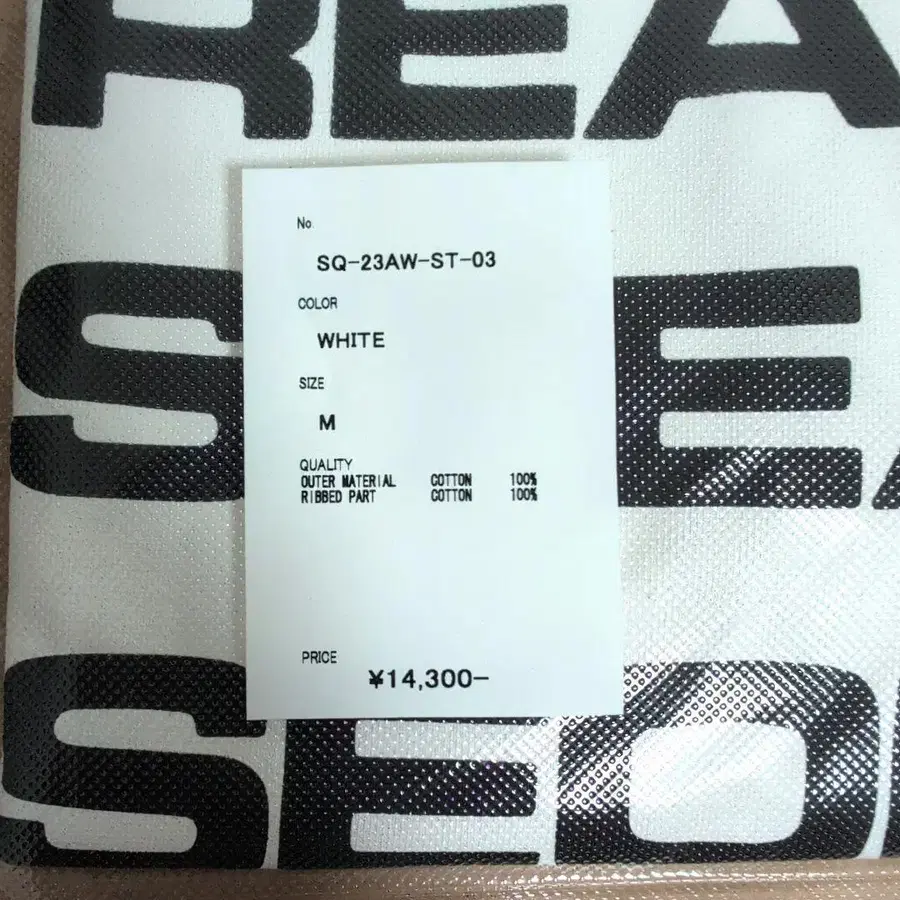 REA
No.
SQ-23AW-ST-03
COLOR
WHITE
SIZE
M
QUALITY
OUTER MATERIAL COTTON 100%
RIBBED PART COTTON 100%
PRICE
¥14,300-
S E
SEO